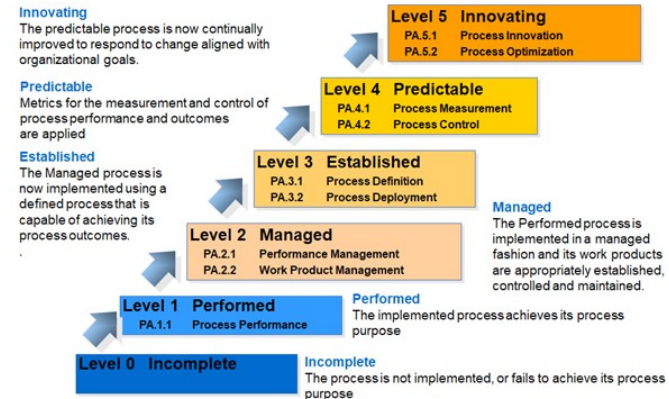 Innovating
The predictable process is now continually
improved to respond to change aligned with
organizational goals.
Level 5 Innovating
PA.5.1 Process Innovation
PA.5.2 Process Optimization
Predictable
Metrics for the measurement and control of
process performance and outcomes
are applied
Level 4 Predictable
PA.4.1 Process Measurement
PA.4.2 Process Control
Established
The Managed process is
now implemented using a
defined process that is
capable of achieving its
process outcomes.
.
Level 3 Established
PA.3.1 Process Definition
PA.3.2 Process Deployment
Level 2 Managed
PA.2.1 Performance Management
PA.2.2 Work Product Management
Managed
The Performed process is
implemented in a managed
fashion and its work products
are appropriately established,
controlled and maintained.
Level 1 Performed
PA.1.1 Process Performance
Performed
The implemented process achieves its process
purpose
Level 0 Incomplete
Incomplete
The process is not implemented, or fails to achieve its process
purpose